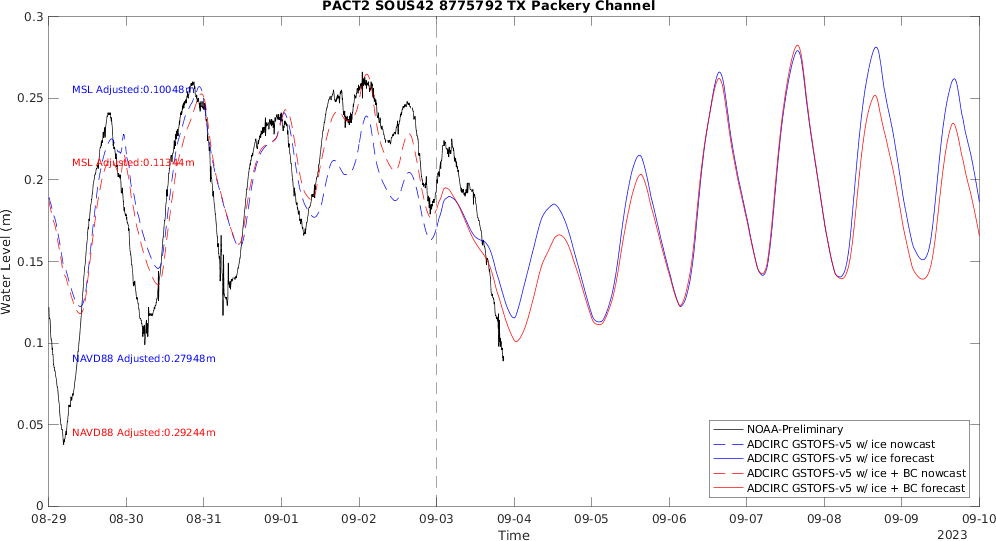 PACT2 SOUS42 8775792 TX Packery Channel
0.3
0.25
0.2
0.15
0.1
0.05
0
Water Level (m)
MSL Adjusted:0.10048m
MSL Adjusted:0.11344m
NAVD88 Adjusted:0.27948m
NAVD88 Adjusted:0.29244m
NOAA-Preliminary
ADCIRC GSTOFS-v5 w/ ice nowcast
ADCIRC GSTOFS-v5 w/ ice forecast
ADCIRC GSTOFS-v5 w/ ice + BC nowcast
ADCIRC GSTOFS-v5 w/ ice + BC forecast
08-29 08-30 08-31 09-01 09-02 09-03 09-04 09-05 09-06 09-07 09-08 09-09 09-10
Time
2023